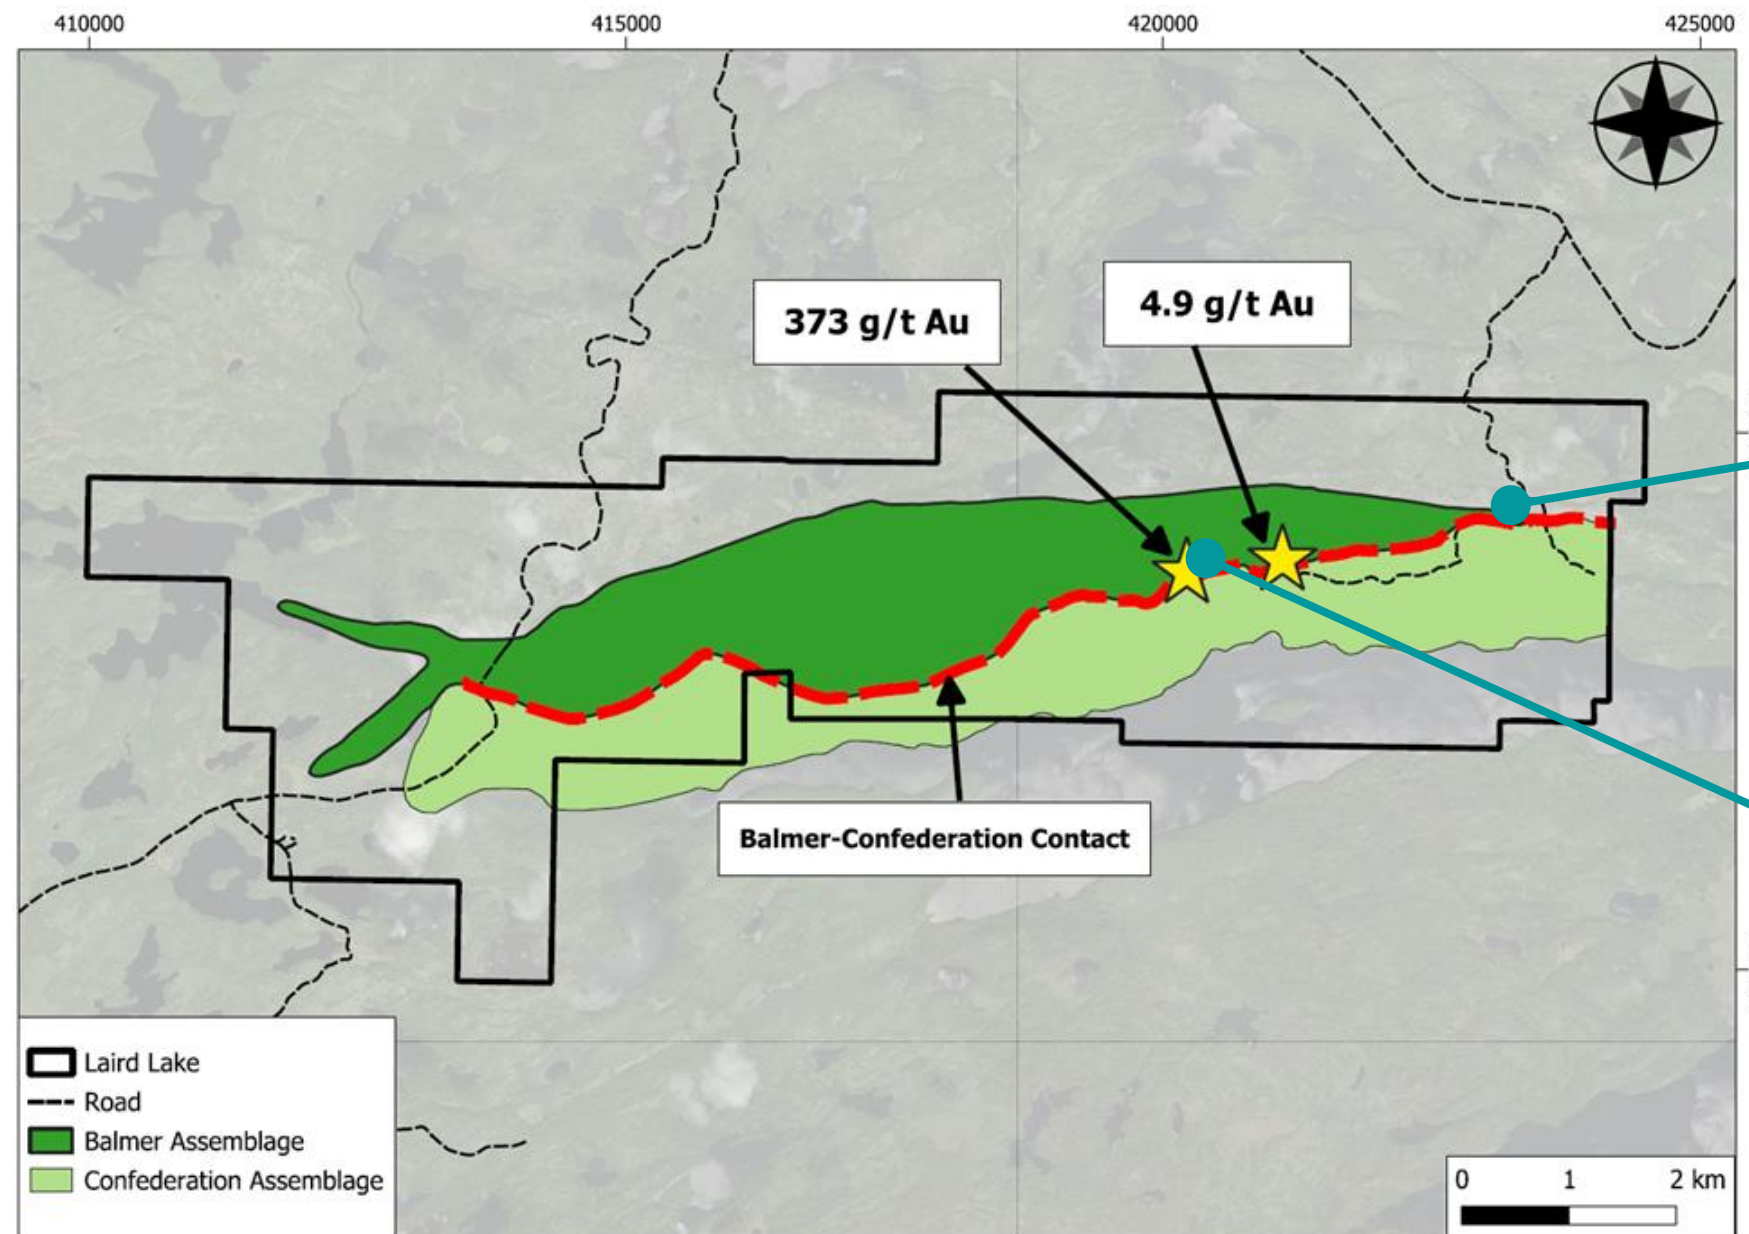 410000
415000
420000
425000
373 g/t Au
4.9 g/t Au
Balmer-Confederation Contact
Laird Lake
Road
Balmer Assemblage
Confederation Assemblage
0 1 2 km